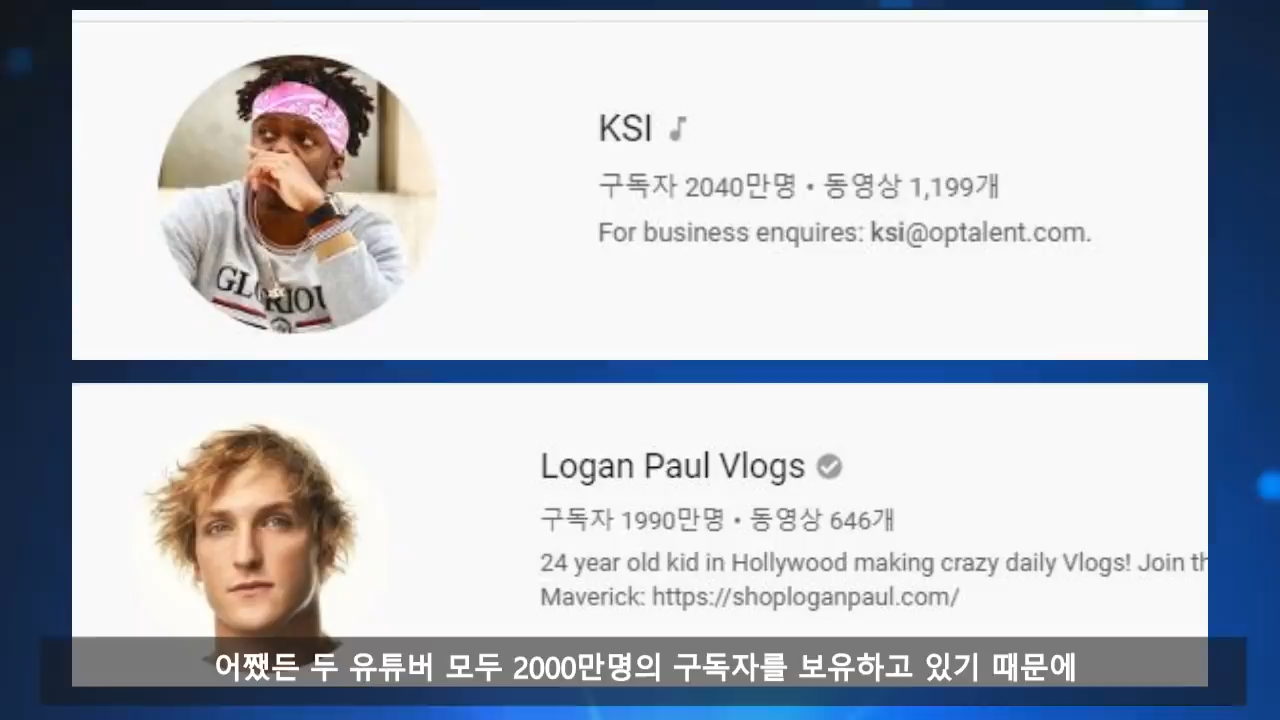 KSI
구독자 2040만명 • 동영상 1,199개
For business enquires: ksi@optalent.com.
GLORIOU
Logan Paul Vlogs
구독자 1990만명 • 동영상 646개
24 year old kid in Hollywood making crazy daily Vlogs! Join th
Maverick: https://shoploganpaul.com/
어쨌든 두 유튜버 모두 2000만명의 구독자를 보유하고 있기 때문에